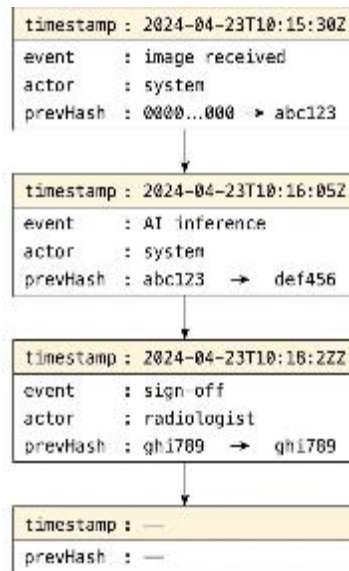 timestamp : 2024-04-23T10:15:30Z
event : image received
actor : system
prevHash : 0000...000 → abc123
timestamp : 2024-04-23T10:16:05Z
event : AI inference
actor : system
prevHash : abc123 → def456
timestamp : 2024-04-23T10:18:22Z
event : sign-off
actor : radiologist
prevHash : ghi789 → ghi789
timestamp : —
prevHash : —